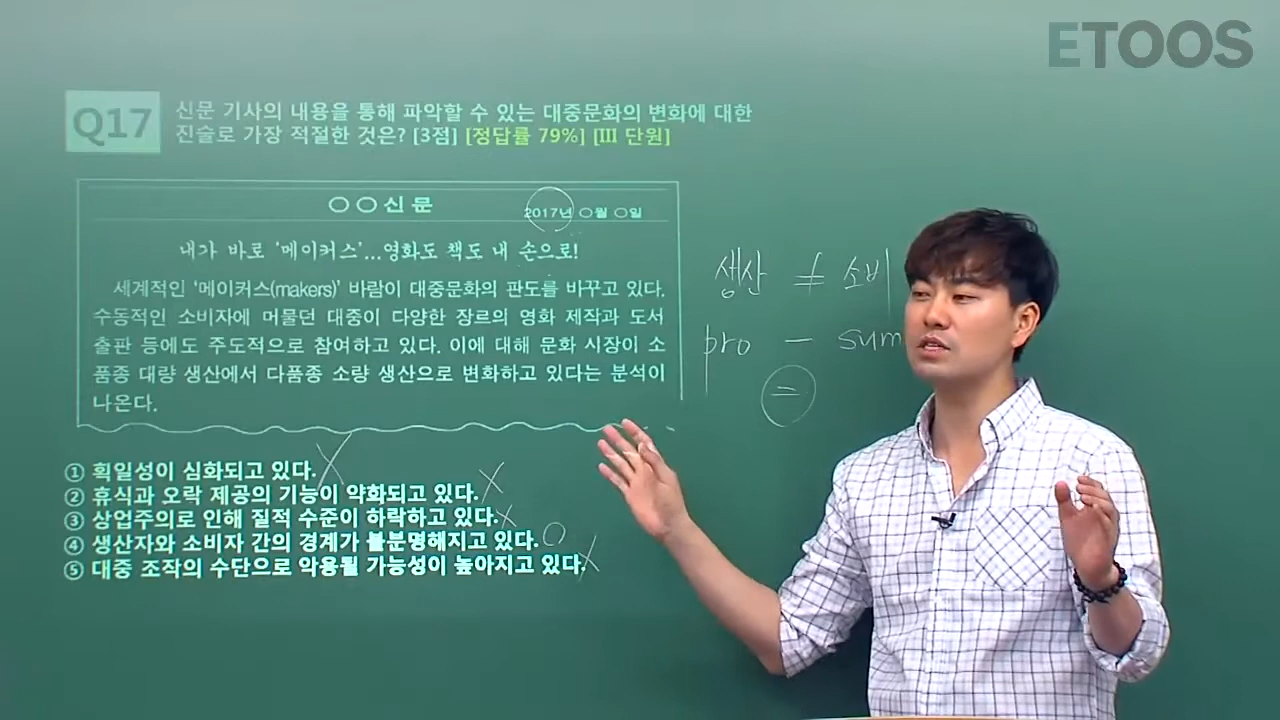 ETOOS
Q17
신문 기사의 내용을 통해 파악할 수 있는 대중문화의 변화에 대한
진술로 가장 적절한 것은? [3점] [정답률 79%] [Ⅲ 단원]
○○신문
2017년 ○월 ○일
내가 바로 '메이커스'...영화도 책도 내 손으로!
세계적인 '메이커스(makers)' 바람이 대중문화의 판도를 바꾸고 있다.
수동적인 소비자에 머물던 대중이 다양한 장르의 영화 제작과 도서
출판 등에도 주도적으로 참여하고 있다. 이에 대해 문화 시장이 소
품종 대량 생산에서 다품종 소량 생산으로 변화하고 있다는 분석이
나온다.
생산 ≠ 소비
pro - sum
=
① 획일성이 심화되고 있다. X
② 휴식과 오락 제공의 기능이 약화되고 있다. X
③ 상업주의로 인해 질적 수준이 하락하고 있다. X
④ 생산자와 소비자 간의 경계가 불분명해지고 있다. O
⑤ 대중 조작의 수단으로 악용될 가능성이 높아지고 있다. X